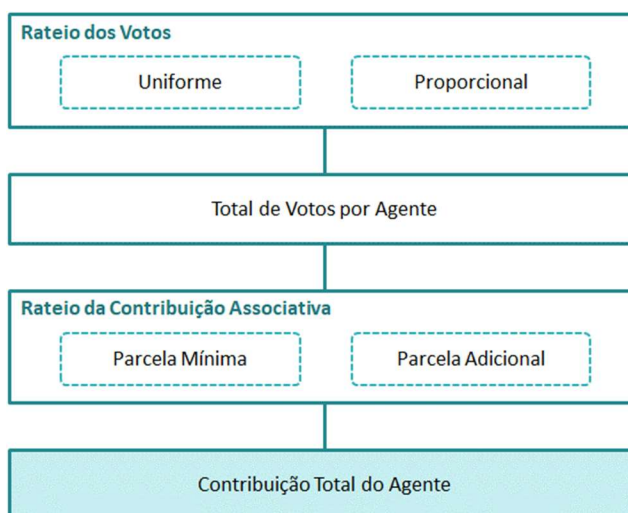 Rateio dos Votos
Uniforme
Proporcional
Total de Votos por Agente
Rateio da Contribuição Associativa
Parcela Mínima
Parcela Adicional
Contribuição Total do Agente